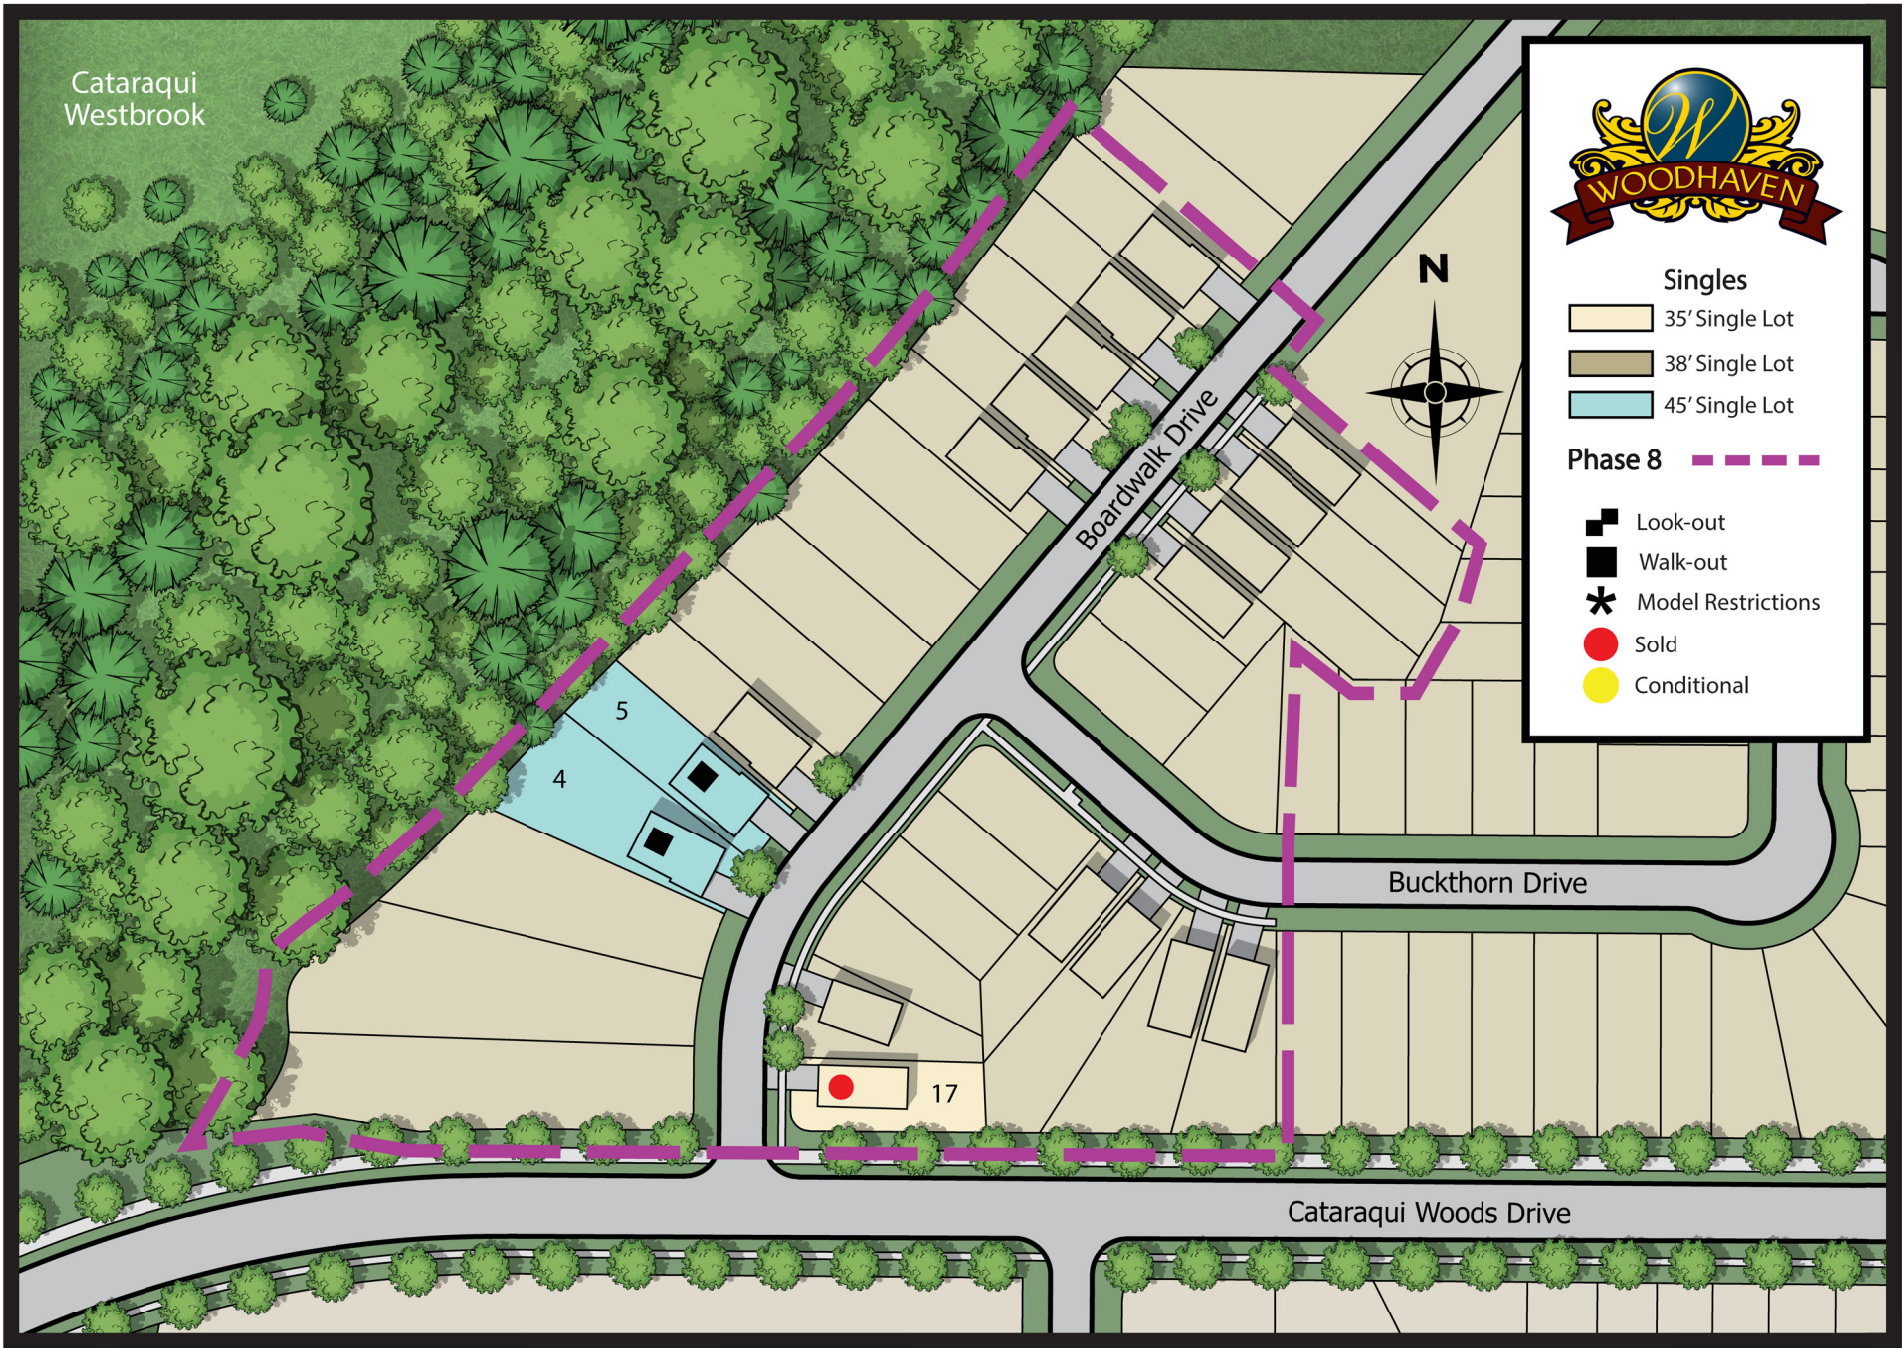 Cataraqui
Westbrook
W
WOODHAVEN
Singles
35' Single Lot
38' Single Lot
45' Single Lot
Phase 8
Look-out
Walk-out
Model Restrictions
Sold
Conditional
N
Boardwalk Drive
5
4
Buckthorn Drive
17
Cataraqui Woods Drive